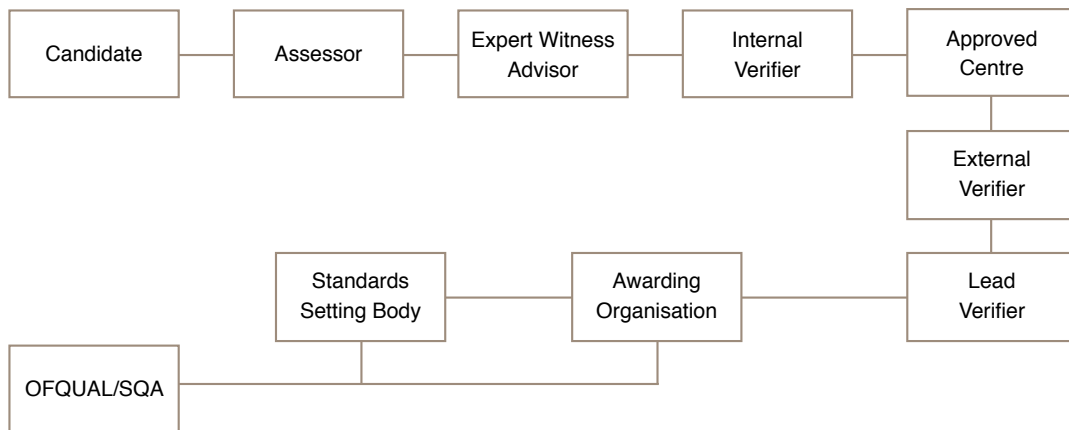 Candidate
Assessor
Expert Witness
Advisor
Internal
Verifier
Approved
Centre
External
Verifier
Lead
Verifier
Awarding
Organisation
Standards
Setting Body
OFQUAL/SQA